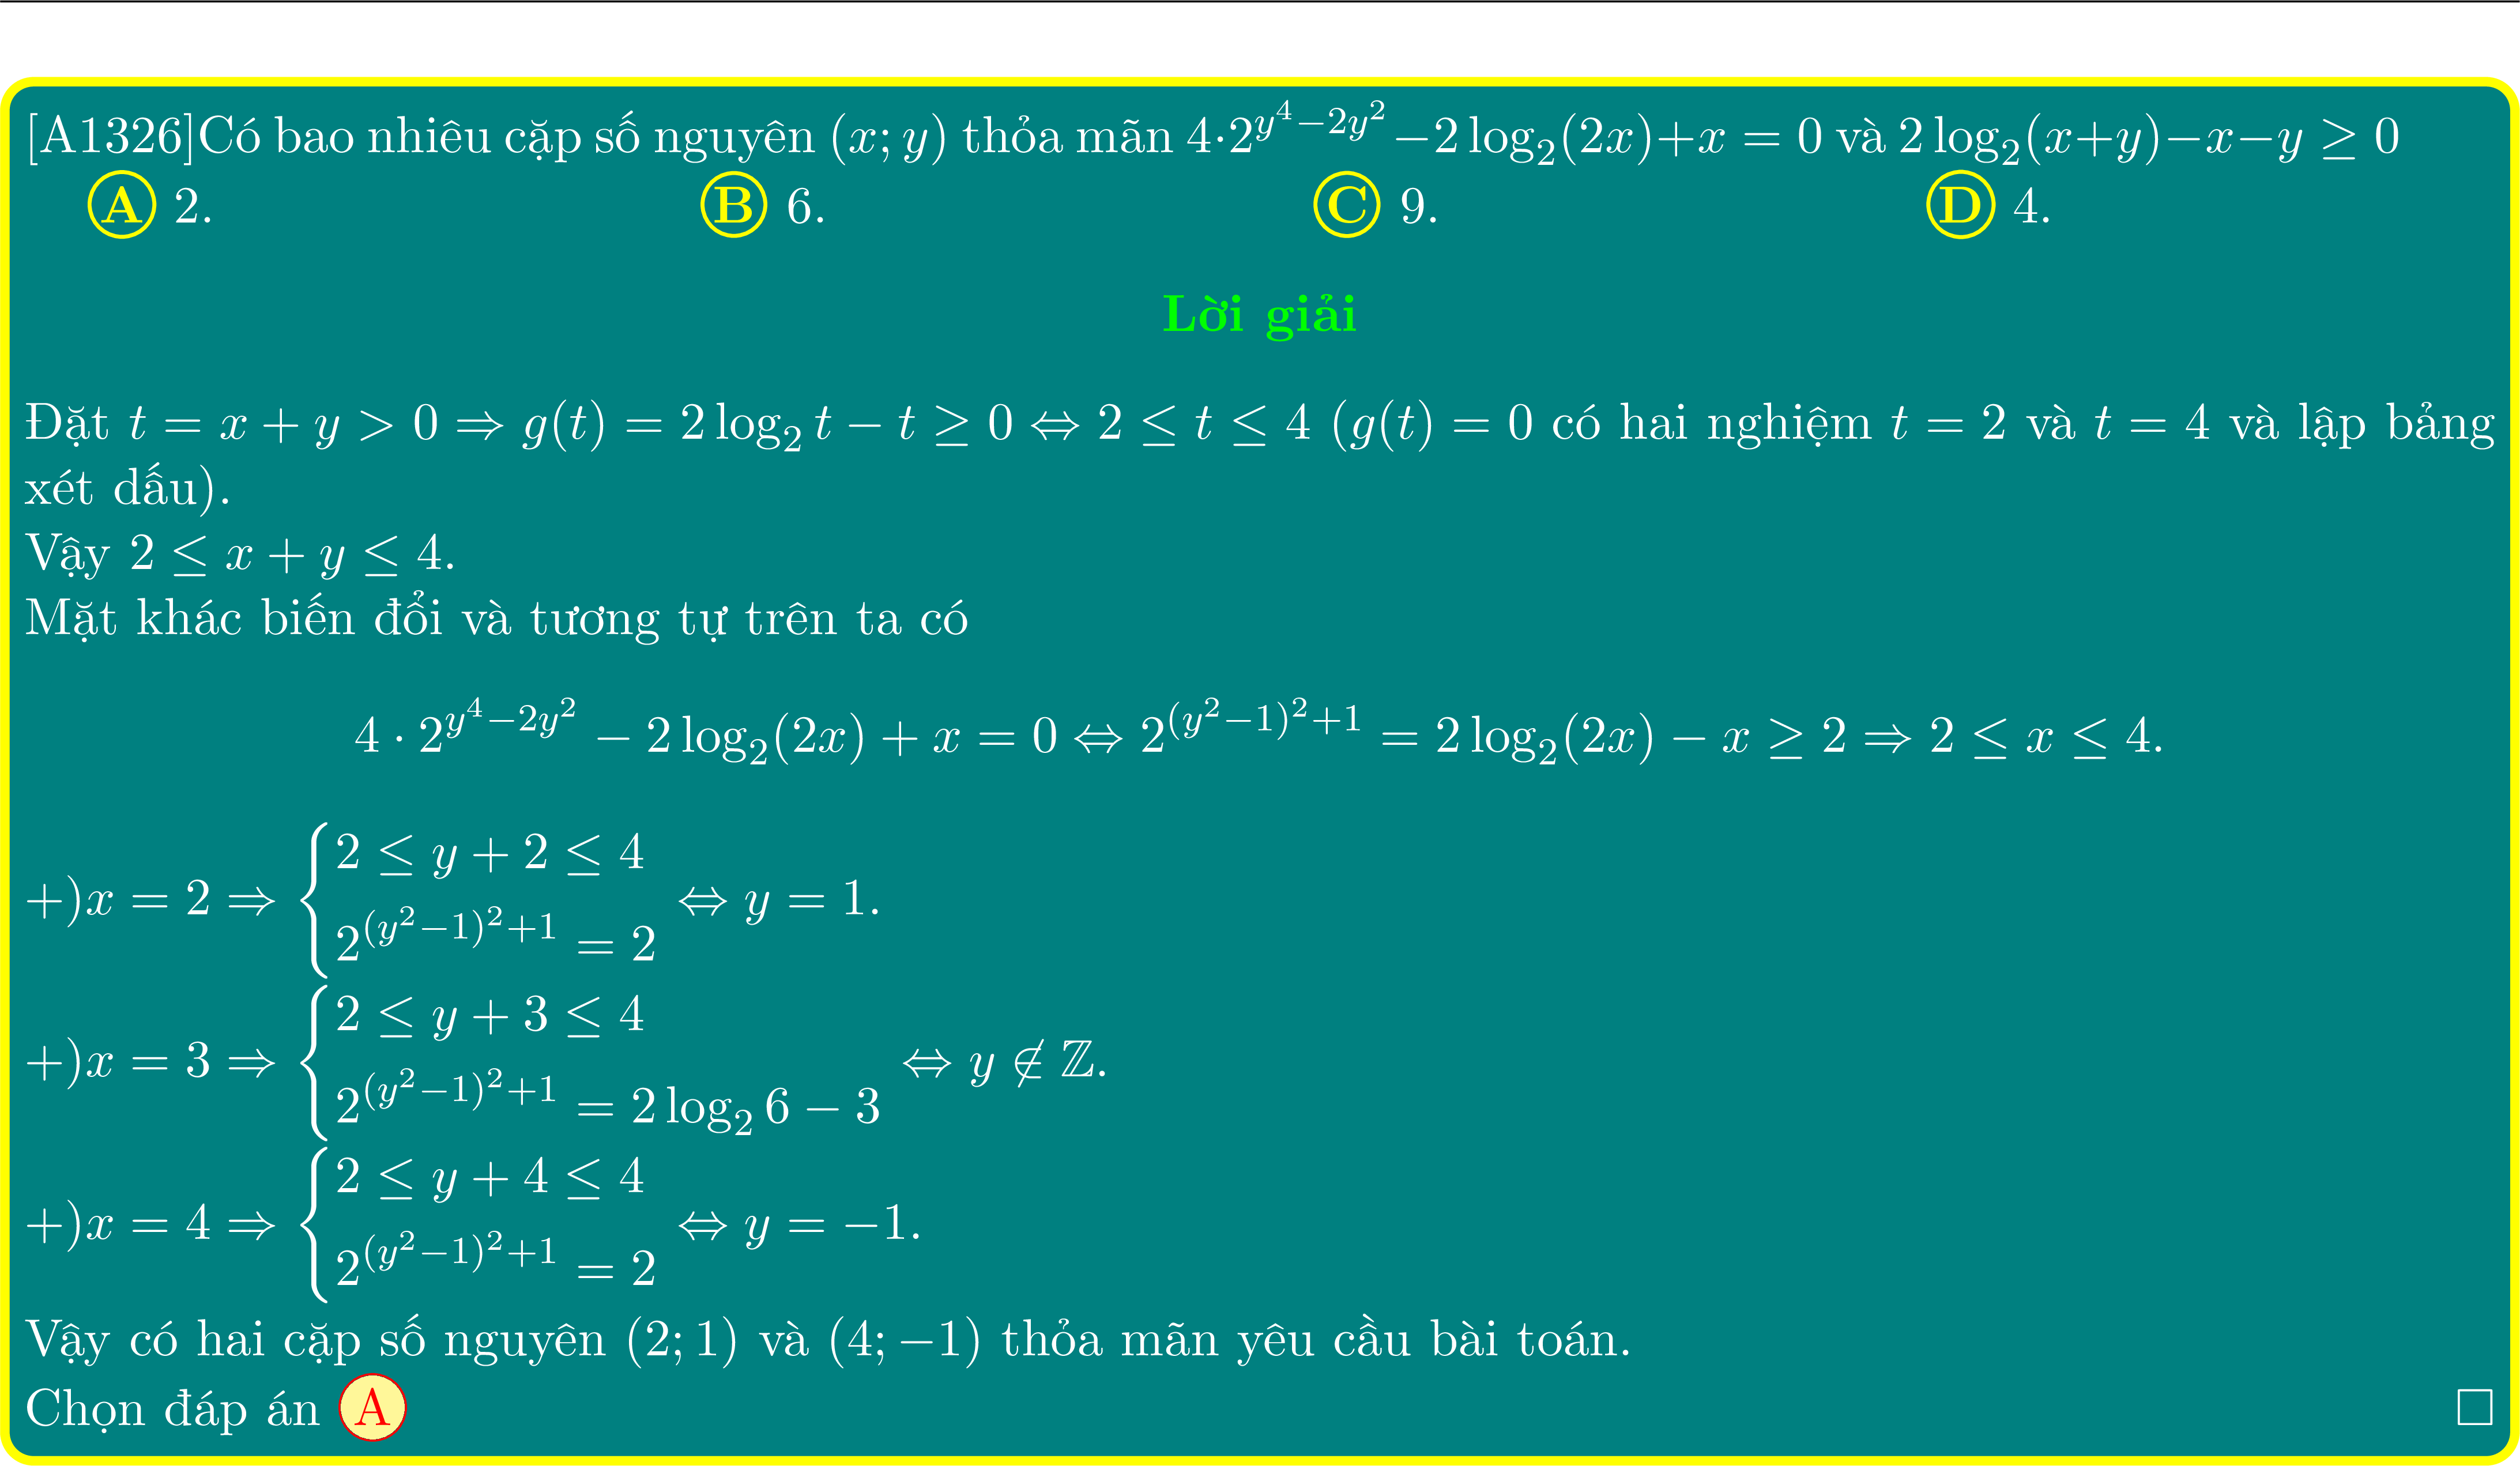 [A1326]Có bao nhiêu cặp số nguyên $(x; y)$ thỏa mãn $4 \cdot 2^{y^4-2y^2} - 2\log_2(2x) + x = 0$ và $2\log_2(x+y) - x - y \geq 0$
Ⓐ 2. Ⓑ 6. Ⓒ 9. Ⓓ 4.
Lời giải
Đặt $t = x + y > 0 \Rightarrow g(t) = 2\log_2 t - t \geq 0 \Leftrightarrow 2 \leq t \leq 4$ ($g(t) = 0$ có hai nghiệm $t = 2$ và $t = 4$ và lập bảng
xét dấu).
Vậy $2 \leq x + y \leq 4$.
Mặt khác biến đổi và tương tự trên ta có
$4 \cdot 2^{y^4-2y^2} - 2\log_2(2x) + x = 0 \Leftrightarrow 2^{(y^2-1)^2+1} = 2\log_2(2x) - x \geq 2 \Rightarrow 2 \leq x \leq 4.$
+)$x = 2 \Rightarrow \begin{cases} 2 \leq y + 2 \leq 4 \\ 2^{(y^2-1)^2+1} = 2 \end{cases} \Leftrightarrow y = 1.$
+)$x = 3 \Rightarrow \begin{cases} 2 \leq y + 3 \leq 4 \\ 2^{(y^2-1)^2+1} = 2\log_2 6 - 3 \end{cases} \Leftrightarrow y \notin \mathbb{Z}.$
+)$x = 4 \Rightarrow \begin{cases} 2 \leq y + 4 \leq 4 \\ 2^{(y^2-1)^2+1} = 2 \end{cases} \Leftrightarrow y = -1.$
Vậy có hai cặp số nguyên $(2; 1)$ và $(4; -1)$ thỏa mãn yêu cầu bài toán.
Chọn đáp án Ⓐ □